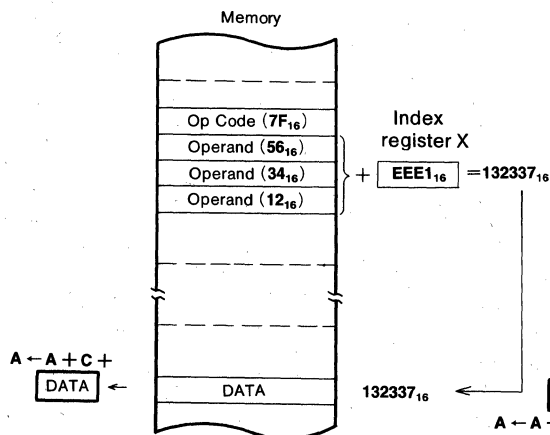 Memory
Op Code (7F₁₆)
Operand (56₁₆)
Operand (34₁₆)
Operand (12₁₆)
Index
register X
+ EEE1₁₆ =132337₁₆
A ← A + C +
DATA ←
DATA
132337₁₆
A ← A +